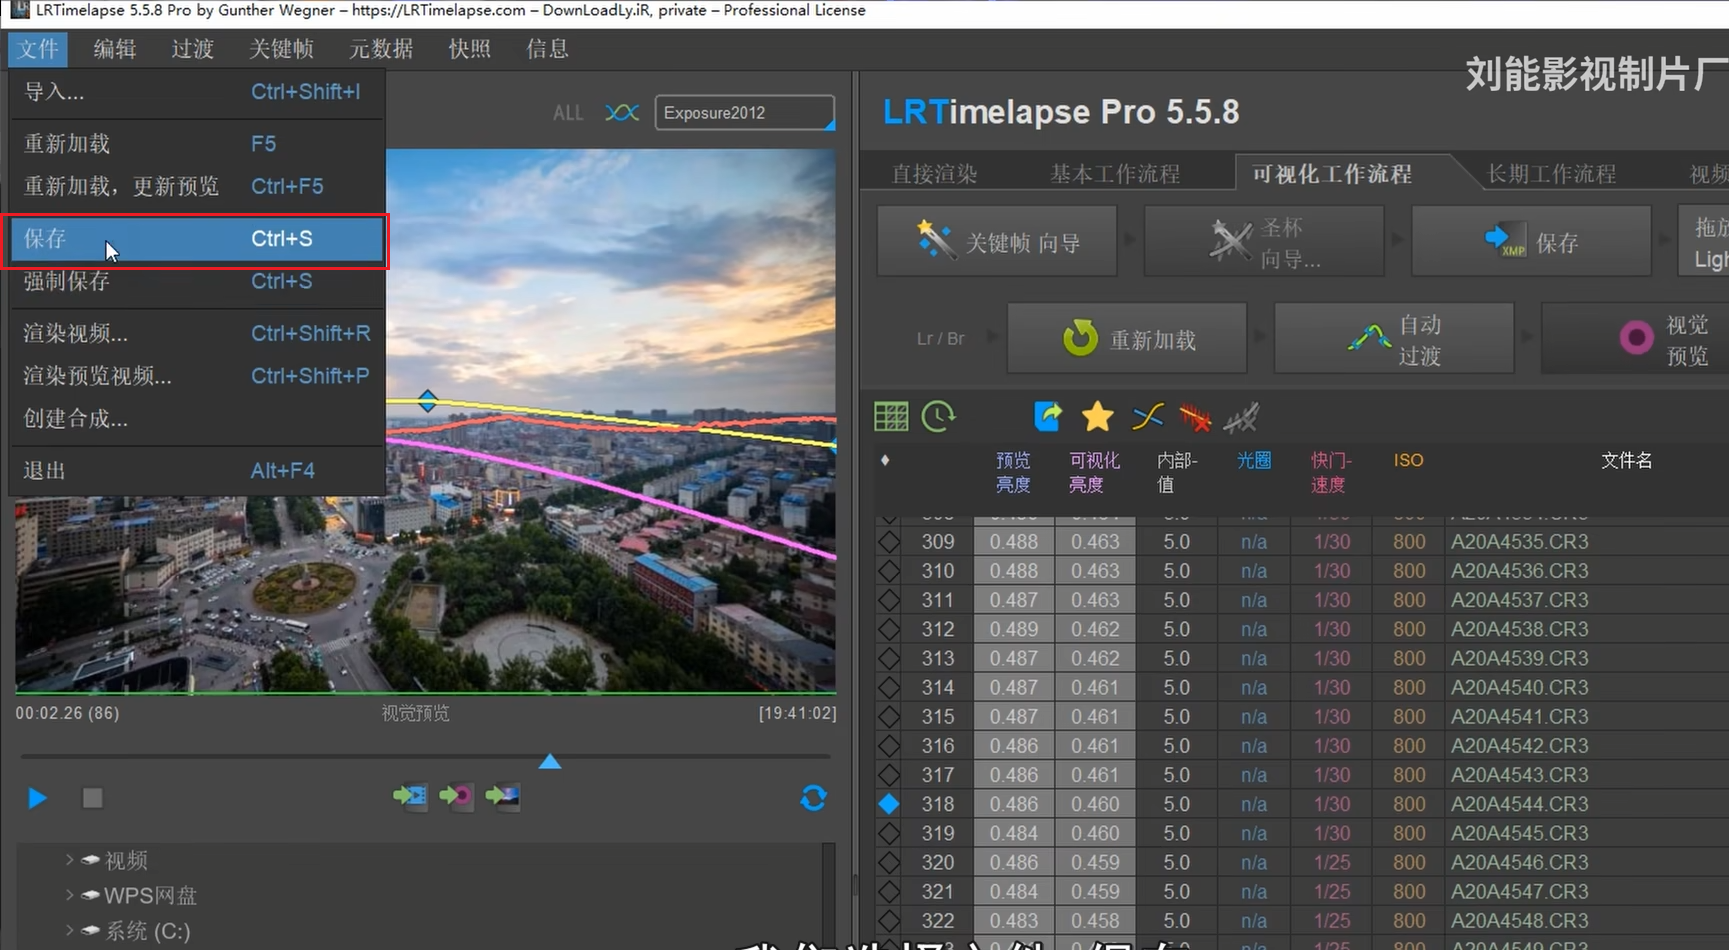 LRTimelapse 5.5.8 Pro by Gunther Wegner – https://LRTimelapse.com – DownLoadLy.iR, private – Professional License
文件 编辑 过渡 关键帧 元数据 快照 信息
刘能影视制片厂
导入... Ctrl+Shift+I
重新加载 F5
重新加载，更新预览 Ctrl+F5
保存 Ctrl+S
强制保存 Ctrl+S
渲染视频... Ctrl+Shift+R
渲染预览视频... Ctrl+Shift+P
创建合成...
退出 Alt+F4
ALL Exposure2012
00:02.26 (86) 视觉预览 [19:41:02]
视频
WPS网盘
系统 (C:)
LRTimelapse Pro 5.5.8
直接渲染 基本工作流程 可视化工作流程 长期工作流程 视频
关键帧 向导
圣杯
向导...
XMP 保存
拖放
Ligh
Lr / Br
重新加载
自动
过渡
视觉
预览
预览亮度 可视化亮度 内部-值 光圈 快门-速度 ISO 文件名
309 0.488 0.463 5.0 n/a 1/30 800 A20A4535.CR3
310 0.488 0.463 5.0 n/a 1/30 800 A20A4536.CR3
311 0.487 0.463 5.0 n/a 1/30 800 A20A4537.CR3
312 0.489 0.462 5.0 n/a 1/30 800 A20A4538.CR3
313 0.487 0.462 5.0 n/a 1/30 800 A20A4539.CR3
314 0.487 0.461 5.0 n/a 1/30 800 A20A4540.CR3
315 0.487 0.461 5.0 n/a 1/30 800 A20A4541.CR3
316 0.486 0.461 5.0 n/a 1/30 800 A20A4542.CR3
317 0.486 0.461 5.0 n/a 1/30 800 A20A4543.CR3
318 0.486 0.460 5.0 n/a 1/30 800 A20A4544.CR3
319 0.484 0.460 5.0 n/a 1/30 800 A20A4545.CR3
320 0.486 0.459 5.0 n/a 1/25 800 A20A4546.CR3
321 0.484 0.459 5.0 n/a 1/25 800 A20A4547.CR3
322 0.483 0.458 5.0 n/a 1/25 800 A20A4548.CR3